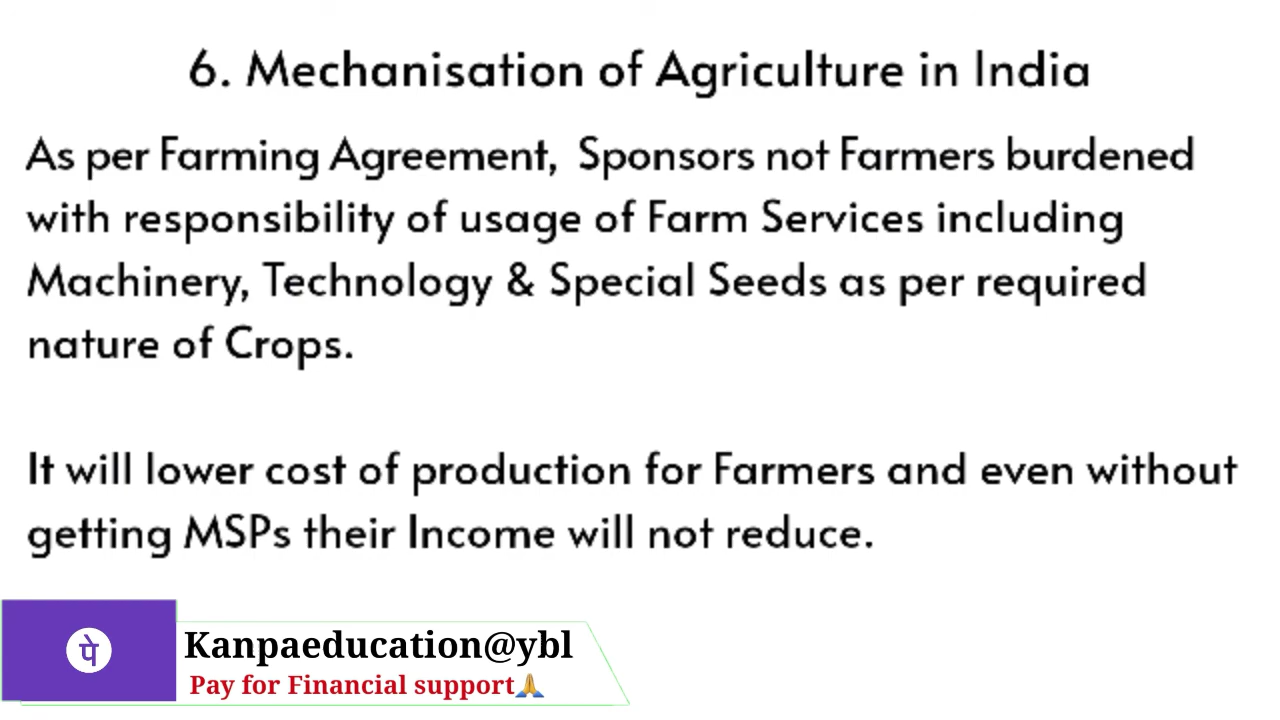 6. Mechanisation of Agriculture in India
As per Farming Agreement, Sponsors not Farmers burdened
with responsibility of usage of Farm Services including
Machinery, Technology & Special Seeds as per required
nature of Crops.
It will lower cost of production for Farmers and even without
getting MSPs their Income will not reduce.
पे
Kanpaeducation@ybl
Pay for Financial support🙏